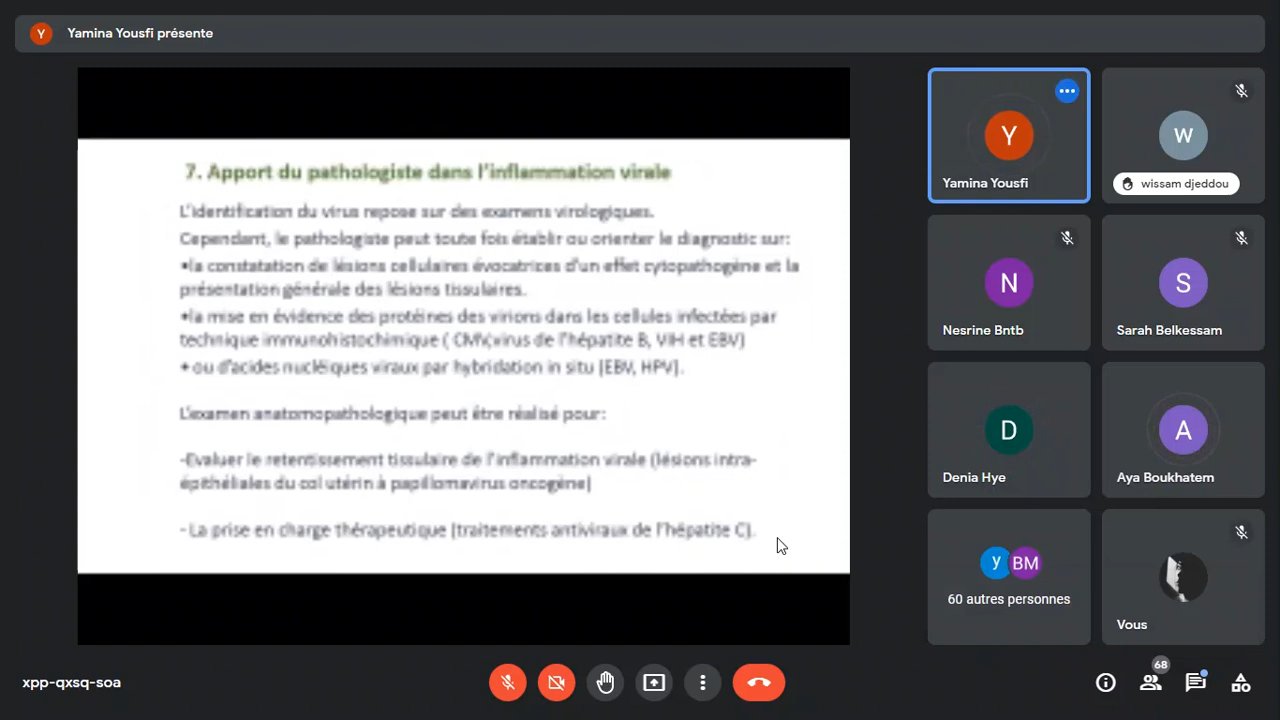 Y Yamina Yousfi présente
7. Apport du pathologiste dans l'inflammation virale
L'identification du virus repose sur des examens virologiques.
Cependant, le pathologiste peut toute fois établir ou orienter le diagnostic sur:
•la constatation de lésions cellulaires évocatrices d'un effet cytopathogène et la
présentation générale des lésions tissulaires.
•la mise en évidence des protéines des virions dans les cellules infectées par
technique immunohistochimique ( CMV,virus de l'hépatite B, VIH et EBV)
• ou d'acides nucléiques viraux par hybridation in situ (EBV, HPV).
L'examen anatomopathologique peut être réalisé pour:
-Evaluer le retentissement tissulaire de l'inflammation virale (lésions intra-
épithéliales du col utérin à papillomavirus oncogène)
- La prise en charge thérapeutique (traitements antiviraux de l'hépatite C).
Y
Yamina Yousfi
W
wissam djeddou
N
Nesrine Bntb
S
Sarah Belkessam
D
Denia Hye
A
Aya Boukhatem
y BM
60 autres personnes
Vous
xpp-qxsq-soa
68